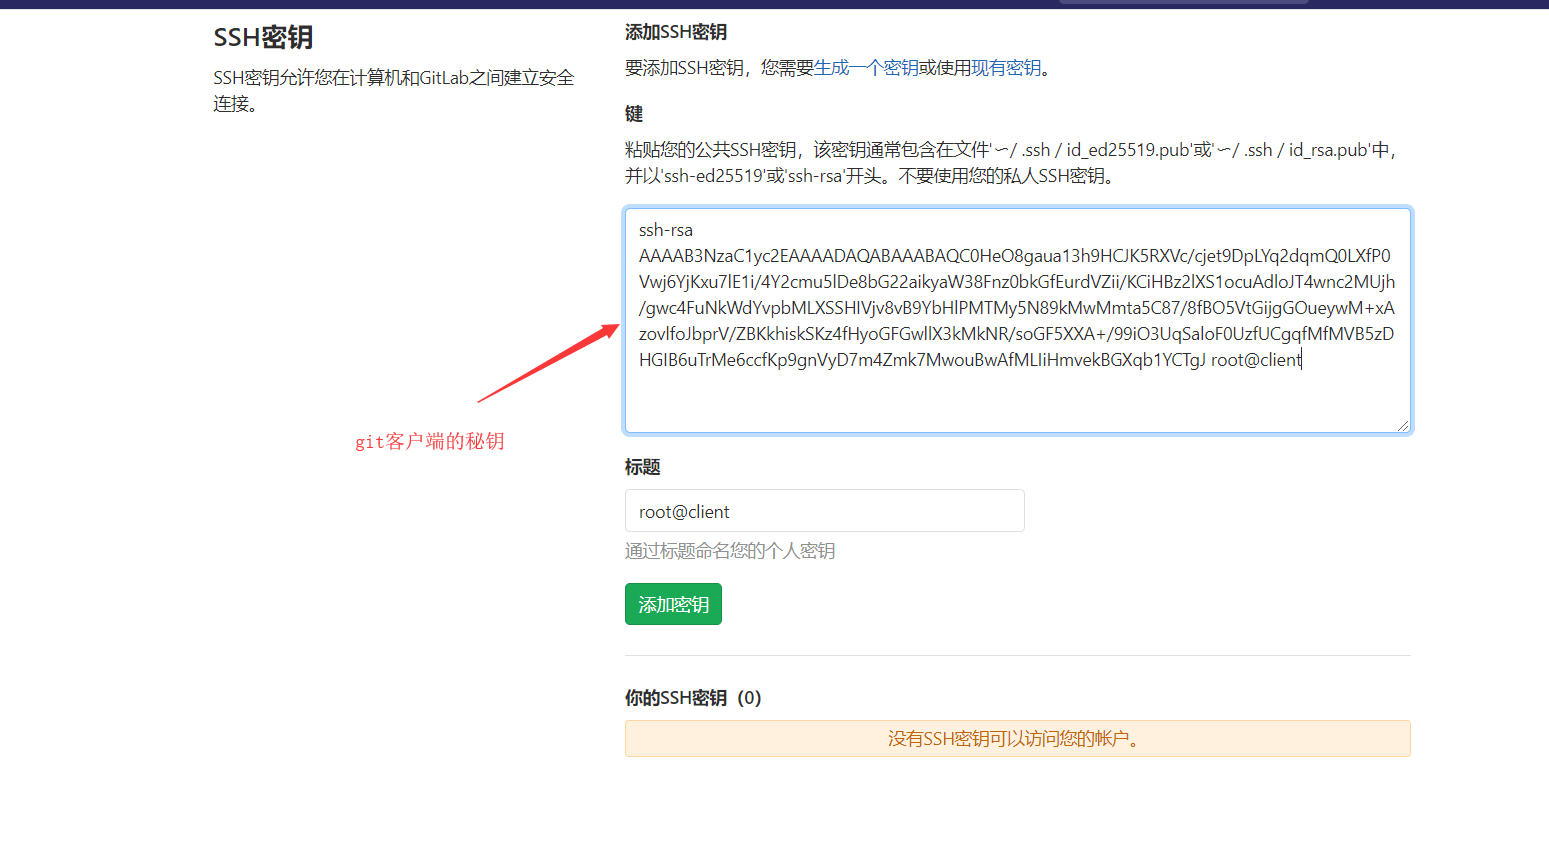 SSH密钥
SSH密钥允许您在计算机和GitLab之间建立安全
连接。
添加SSH密钥
要添加SSH密钥，您需要生成一个密钥或使用现有密钥。
键
粘贴您的公共SSH密钥，该密钥通常包含在文件'∽/ .ssh / id_ed25519.pub'或'∽/ .ssh / id_rsa.pub'中，
并以'ssh-ed25519'或'ssh-rsa'开头。不要使用您的私人SSH密钥。
ssh-rsa
AAAAB3NzaC1yc2EAAAADAQABAAABAQC0HeO8gaua13h9HCJK5RXVc/cjet9DpLYq2dqmQ0LXfP0
Vwj6YjKxu7lE1i/4Y2cmu5lDe8bG22aikyaW38Fnz0bkGfEurdVZii/KCiHBz2lXS1ocuAdloJT4wnc2MUjh
/gwc4FuNkWdYvpbMLXSSHIVjv8vB9YbHlPMTMy5N89kMwMmta5C87/8fBO5VtGijgGOueywM+xA
zovlfoJbprV/ZBKkhiskSKz4fHyoGFGwllX3kMkNR/soGF5XXA+/99iO3UqSaloF0UzfUCgqfMfMVB5zD
HGIB6uTrMe6ccfKp9gnVyD7m4Zmk7MwouBwAfMLIiHmvekBGXqb1YCTgJ root@client
git客户端的秘钥
标题
root@client
通过标题命名您的个人密钥
添加密钥
你的SSH密钥（0）
没有SSH密钥可以访问您的帐户。